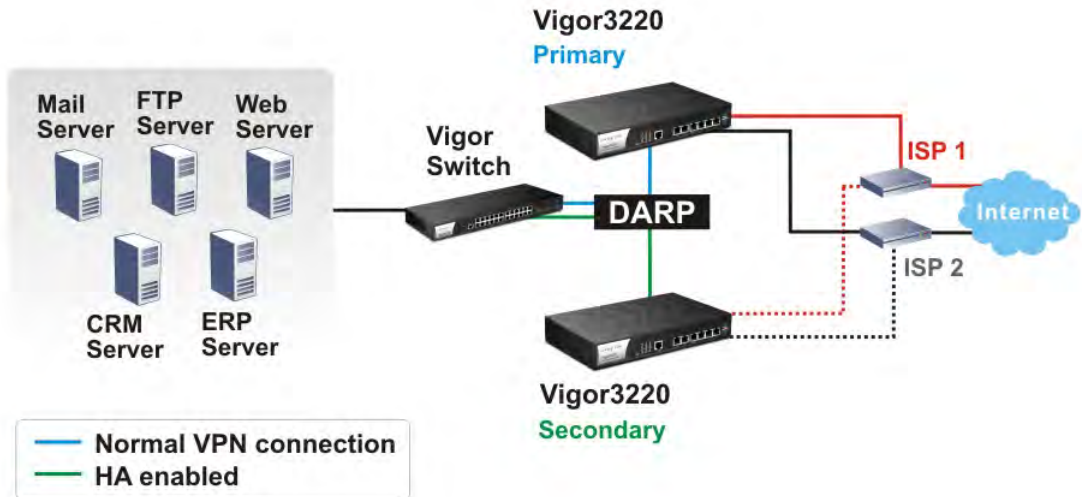 Vigor3220
Primary
Mail
Server
FTP
Server
Web
Server
Vigor
Switch
ISP 1
DARP
Internet
ISP 2
CRM
Server
ERP
Server
Vigor3220
Secondary
Normal VPN connection
HA enabled